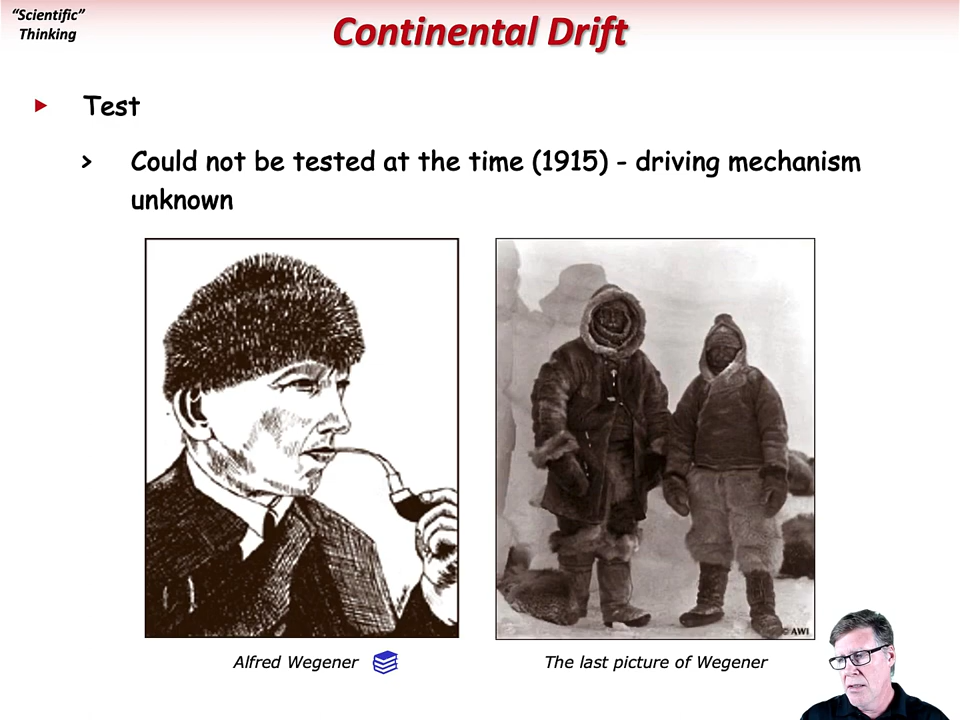 “Scientific”
Thinking
Continental Drift
Test
Could not be tested at the time (1915) - driving mechanism
unknown
© AWI
Alfred Wegener
The last picture of Wegener